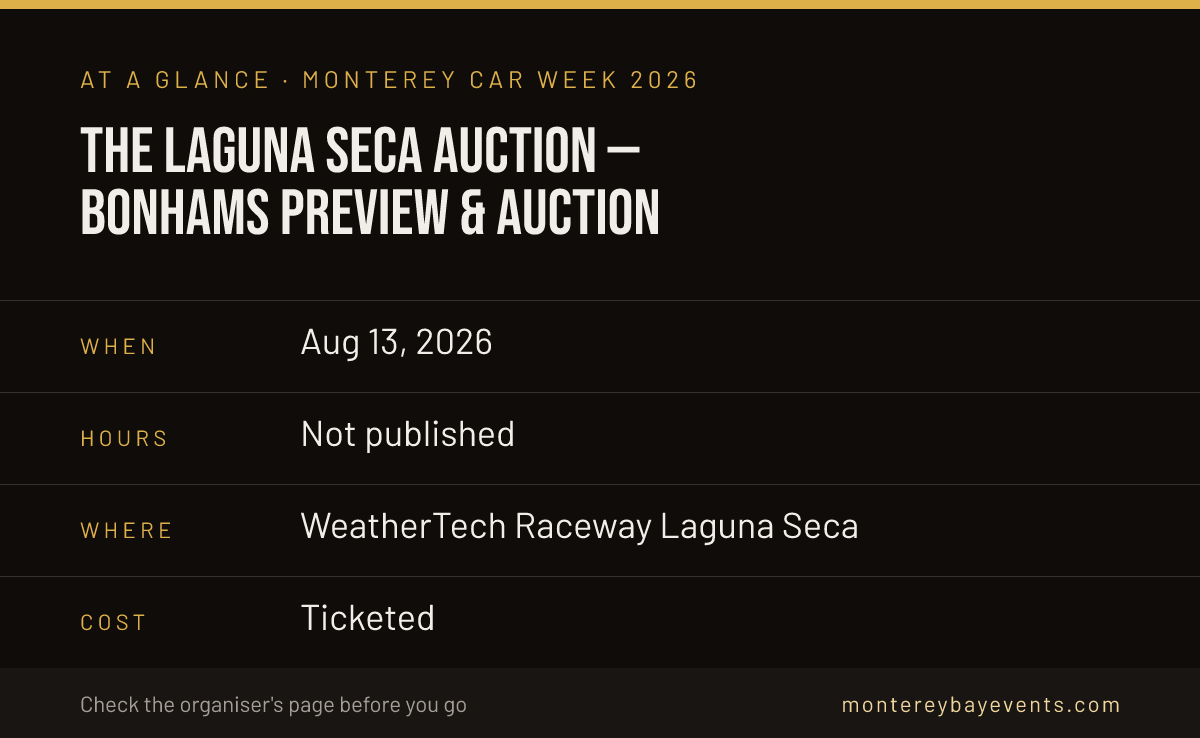 AT A GLANCE · MONTEREY CAR WEEK 2026
THE LAGUNA SECA AUCTION —
BONHAMS PREVIEW & AUCTION
WHEN Aug 13, 2026
HOURS Not published
WHERE WeatherTech Raceway Laguna Seca
COST Ticketed
Check the organiser's page before you go montereybayevents.com